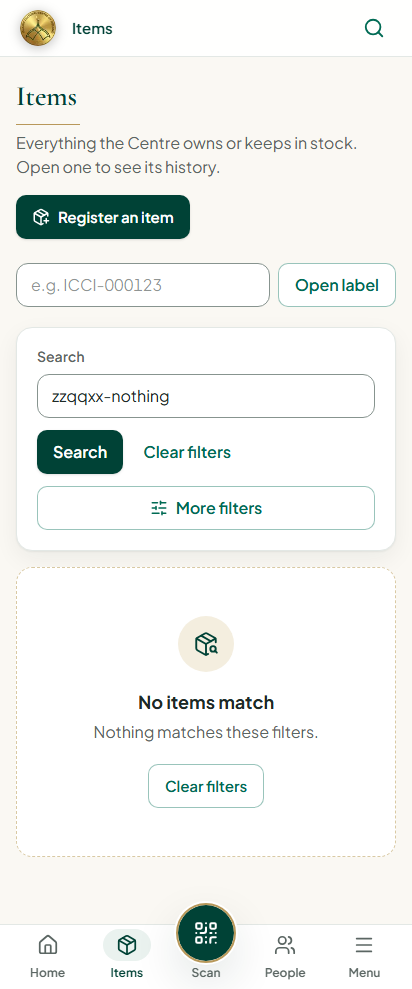 Items
Items
Everything the Centre owns or keeps in stock.
Open one to see its history.
Register an item
e.g. ICCI-000123
Open label
Search
zzqqxx-nothing
Search
Clear filters
More filters
No items match
Nothing matches these filters.
Clear filters
Home
Items
Scan
People
Menu